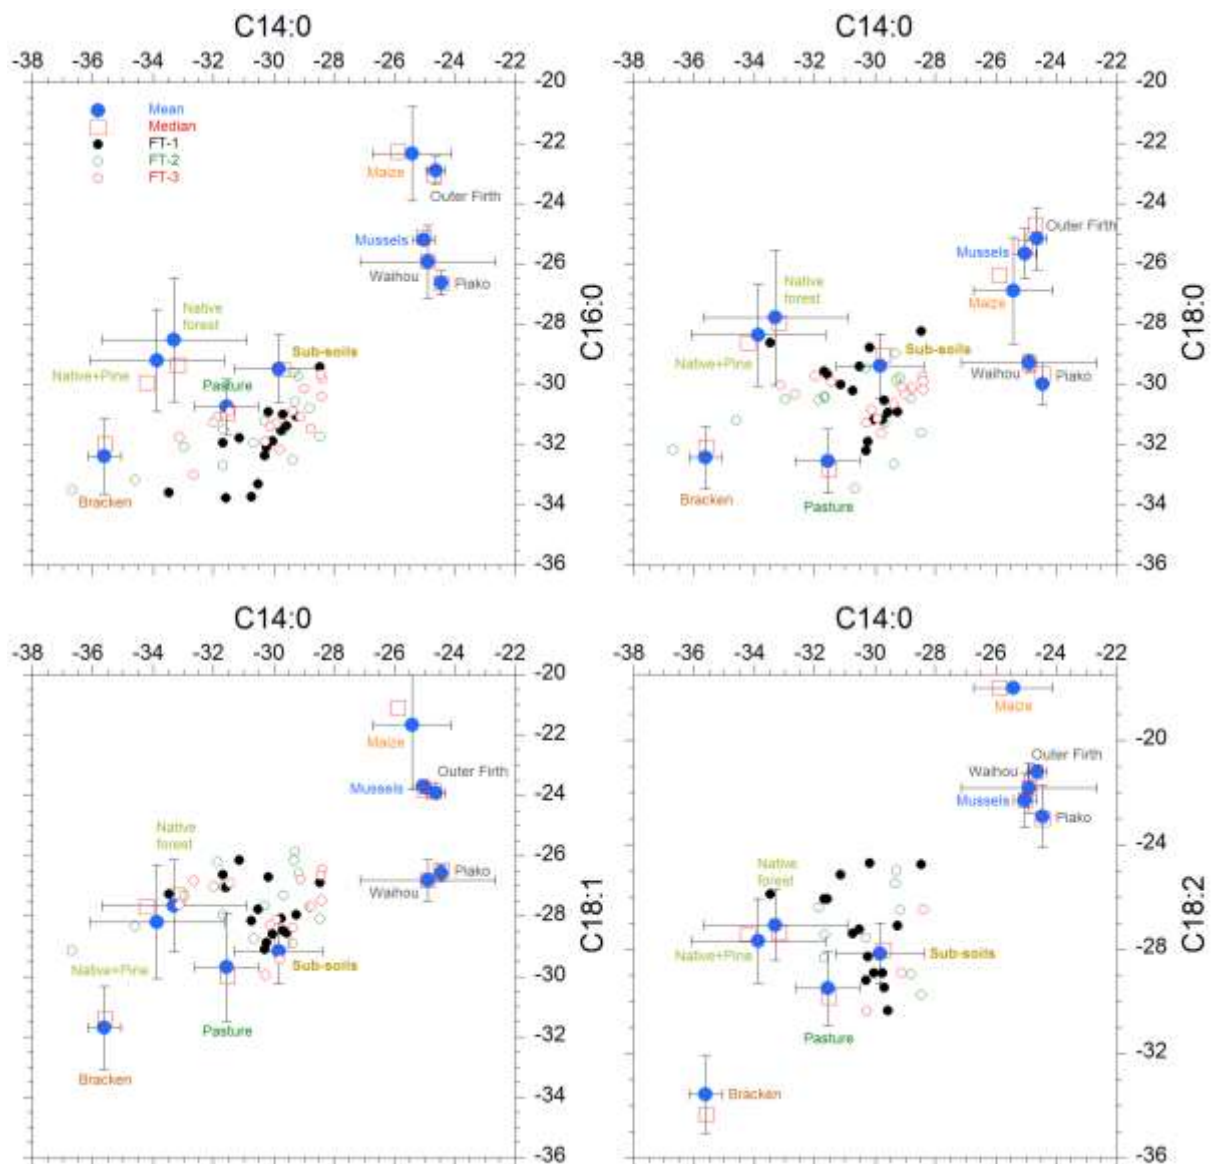 C14:0
-38 -36 -34 -32 -30 -28 -26 -24 -22
-20
-22
-24
-26
-28
-30
-32
-34
-36
C16:0
Mean
Median
FT-1
FT-2
FT-3
Maize
Outer Firth
Mussels
Waihou
Piako
Native
forest
Native+Pine
Sub-soils
Pasture
Bracken
C14:0
-38 -36 -34 -32 -30 -28 -26 -24 -22
-20
-22
-24
-26
-28
-30
-32
-34
-36
C18:0
Outer Firth
Mussels
Maize
Native
forest
Native+Pine
Sub-soils
Waihou
Piako
Bracken
Pasture
C14:0
-38 -36 -34 -32 -30 -28 -26 -24 -22
-20
-22
-24
-26
-28
-30
-32
-34
-36
C18:1
Maize
Outer Firth
Mussels
Native
forest
Piako
Waihou
Native+Pine
Sub-soils
Pasture
Bracken
C14:0
-38 -36 -34 -32 -30 -28 -26 -24 -22
-20
-24
-28
-32
-36
C18:2
Maize
Outer Firth
Waihou
Mussels
Piako
Native
forest
Native+Pine
Sub-soils
Pasture
Bracken